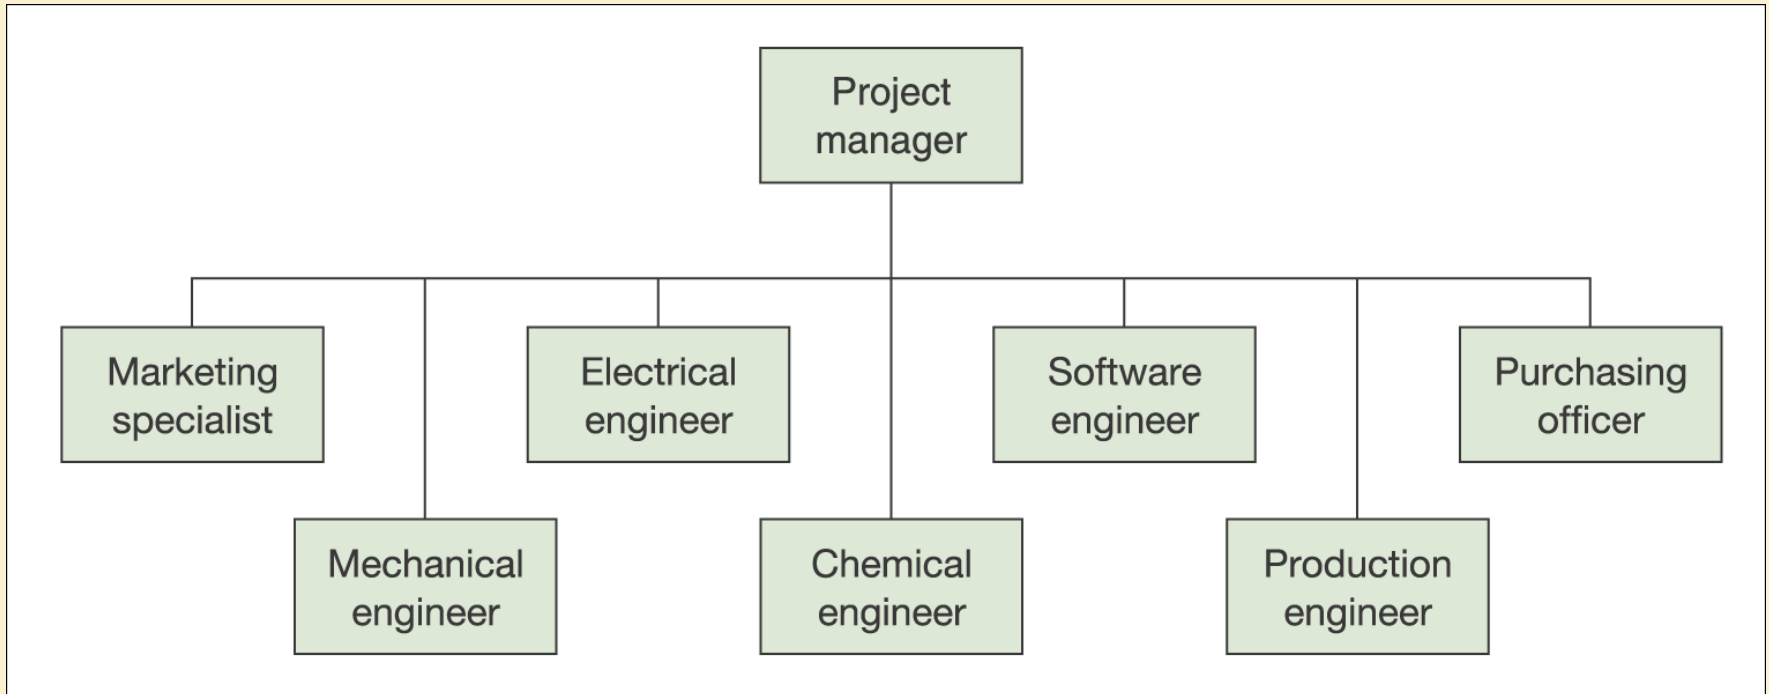 Project
manager
Marketing
specialist
Electrical
engineer
Software
engineer
Purchasing
officer
Mechanical
engineer
Chemical
engineer
Production
engineer